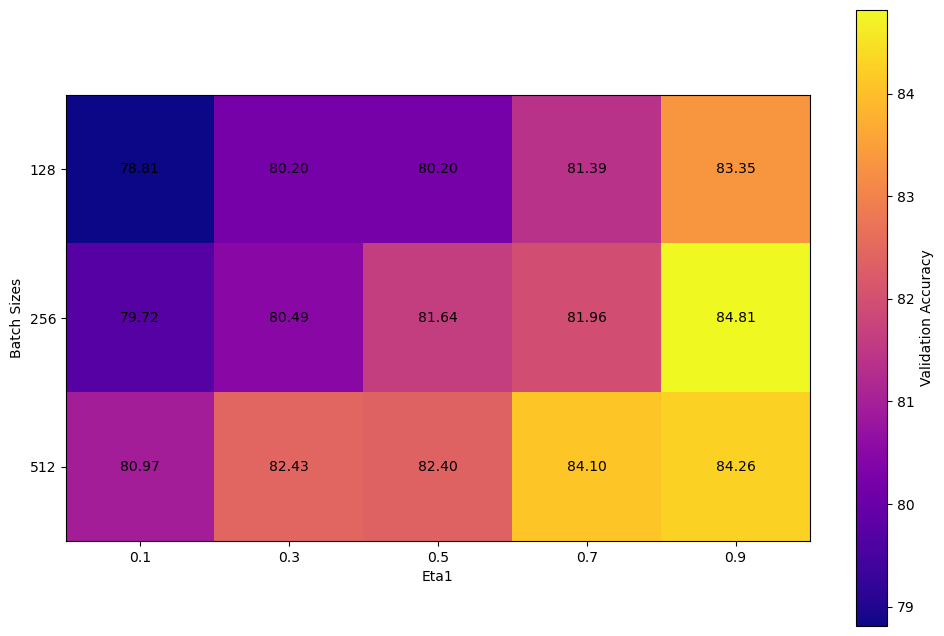 84
83
82
81
80
79
Validation Accuracy
128
256
512
Batch Sizes
78.81 80.20 80.20 81.39 83.35
79.72 80.49 81.64 81.96 84.81
80.97 82.43 82.40 84.10 84.26
0.1 0.3 0.5 0.7 0.9
Eta1